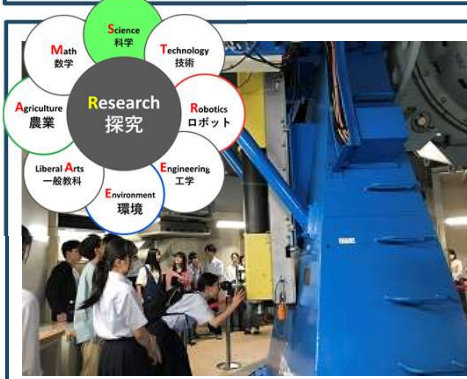 Science
科学
Technology
技術
Robotics
ロボット
Engineering
工学
Environment
環境
Liberal Arts
一般教科
Agriculture
農業
Math
数学
Research
探究